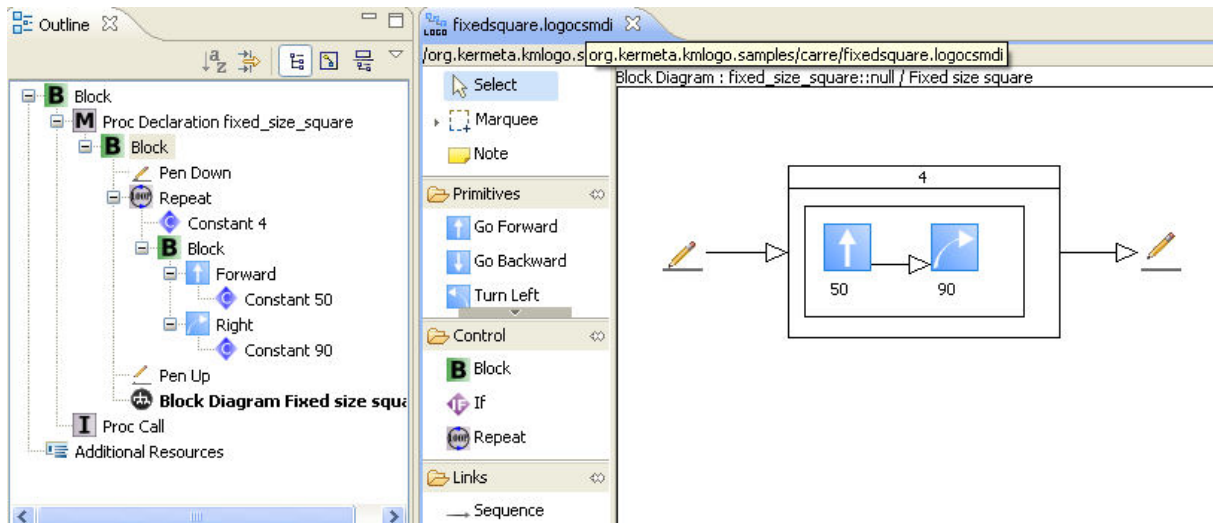 Outline
Block
Proc Declaration fixed_size_square
Block
Pen Down
Repeat
Constant 4
Block
Forward
Constant 50
Right
Constant 90
Pen Up
Block Diagram Fixed size squa
Proc Call
Additional Resources
fixedsquare.logocsmdi
/org.kermeta.kmlogo.s
org.kermeta.kmlogo.samples/carre/fixedsquare.logocsmdi
Select
Marquee
Note
Primitives
Go Forward
Go Backward
Turn Left
Control
B Block
IF If
Repeat
Links
Sequence
Block Diagram : fixed_size_square::null / Fixed size square
4
50 90